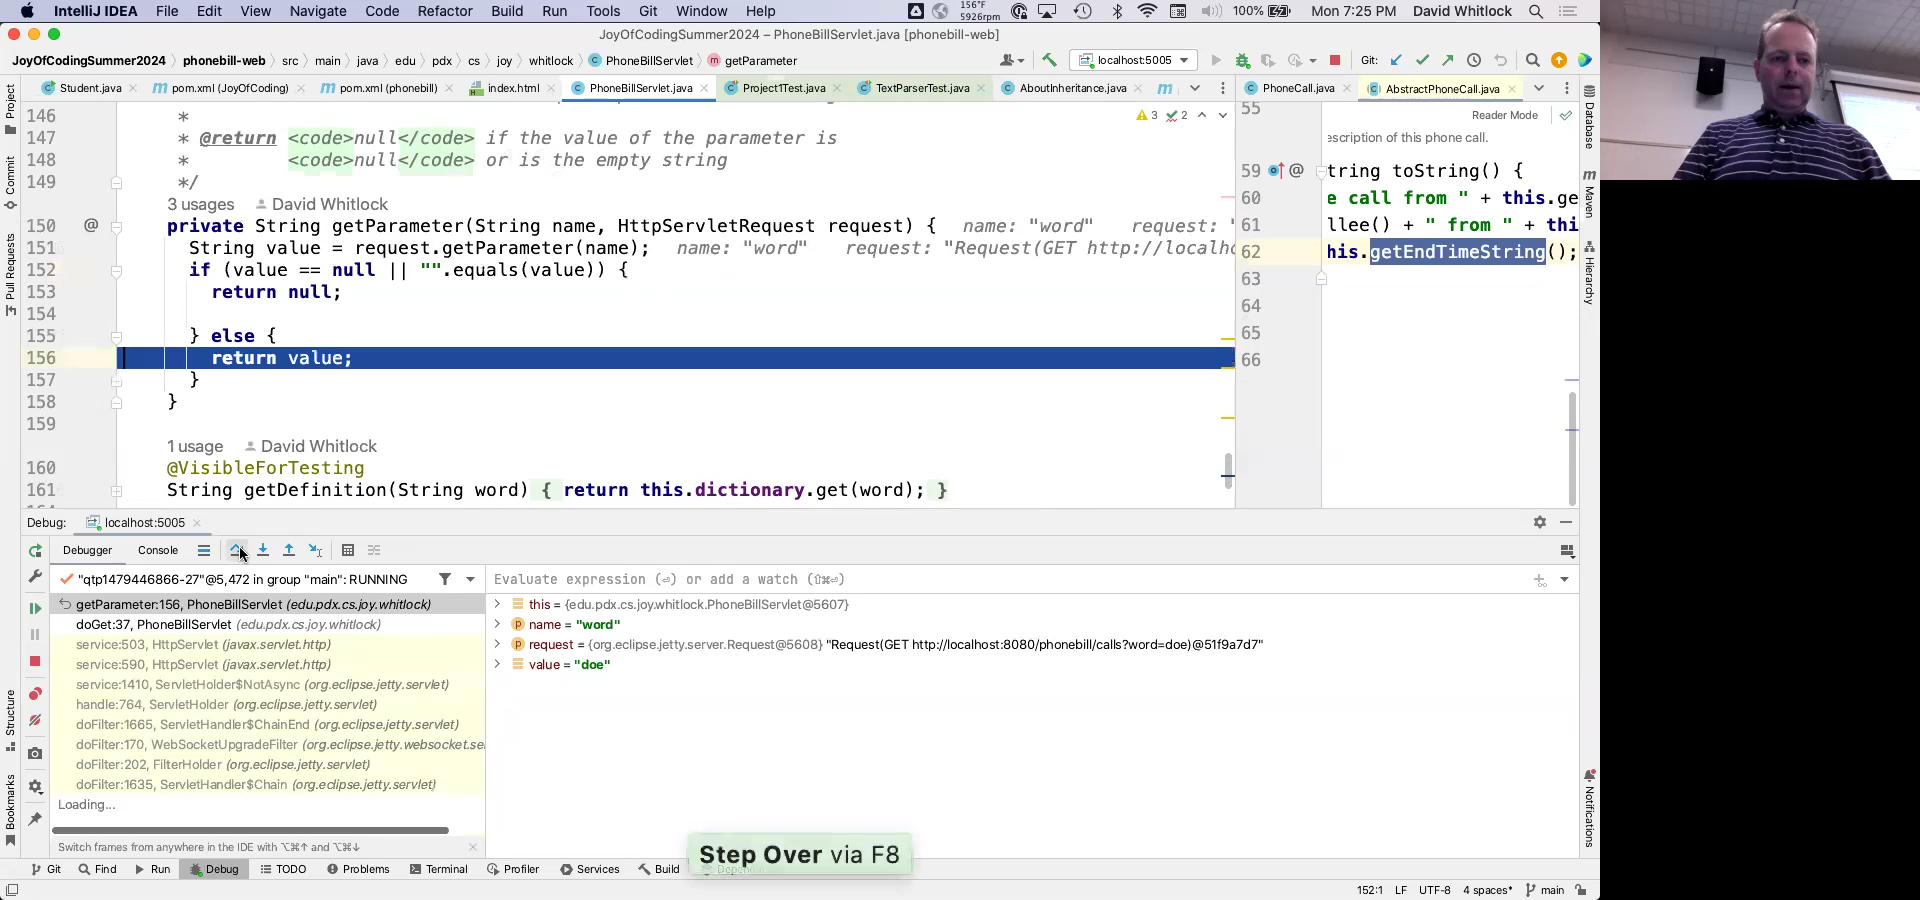 IntelliJ IDEA File Edit View Navigate Code Refactor Build Run Tools Git Window Help 156°F 5926rpm 100% Mon 7:25 PM David Whitlock
JoyOfCodingSummer2024 – PhoneBillServlet.java [phonebill-web]
JoyOfCodingSummer2024 phonebill-web src main java edu pdx cs joy whitlock PhoneBillServlet getParameter localhost:5005 Git:
Student.java pom.xml (JoyOfCoding) pom.xml (phonebill) index.html PhoneBillServlet.java Project1Test.java TextParserTest.java AboutInheritance.java PhoneCall.java AbstractPhoneCall.java
146 *
147 * @return <code>null</code> if the value of the parameter is
148 * <code>null</code> or is the empty string
149 */
3 usages David Whitlock
150 @ private String getParameter(String name, HttpServletRequest request) { name: "word" request: "
151 String value = request.getParameter(name); name: "word" request: "Request(GET http://localho
152 if (value == null || "".equals(value)) {
153 return null;
154
155 } else {
156 return value;
157 }
158 }
159
1 usage David Whitlock
160 @VisibleForTesting
161 String getDefinition(String word) { return this.dictionary.get(word); }
3 2
55 Reader Mode
escription of this phone call.
59 @ tring toString() {
60 e call from " + this.ge
61 llee() + " from " + thi
62 his.getEndTimeString();
63
64
65
66
Project
Commit
Pull Requests
Structure
Bookmarks
Database
Maven
Hierarchy
Notifications
Debug: localhost:5005
Debugger Console
"qtp1479446866-27"@5,472 in group "main": RUNNING
getParameter:156, PhoneBillServlet (edu.pdx.cs.joy.whitlock)
doGet:37, PhoneBillServlet (edu.pdx.cs.joy.whitlock)
service:503, HttpServlet (javax.servlet.http)
service:590, HttpServlet (javax.servlet.http)
service:1410, ServletHolder$NotAsync (org.eclipse.jetty.servlet)
handle:764, ServletHolder (org.eclipse.jetty.servlet)
doFilter:1665, ServletHandler$ChainEnd (org.eclipse.jetty.servlet)
doFilter:170, WebSocketUpgradeFilter (org.eclipse.jetty.websocket.se
doFilter:202, FilterHolder (org.eclipse.jetty.servlet)
doFilter:1635, ServletHandler$Chain (org.eclipse.jetty.servlet)
Loading...
Switch frames from anywhere in the IDE with ⌥⌘↑ and ⌥⌘↓
Evaluate expression (⏎) or add a watch (⇧⌘⏎)
this = {edu.pdx.cs.joy.whitlock.PhoneBillServlet@5607}
name = "word"
request = {org.eclipse.jetty.server.Request@5608} "Request(GET http://localhost:8080/phonebill/calls?word=doe)@51f9a7d7"
value = "doe"
Step Over via F8
Git Find Run Debug TODO Problems Terminal Profiler Services Build
152:1 LF UTF-8 4 spaces* main